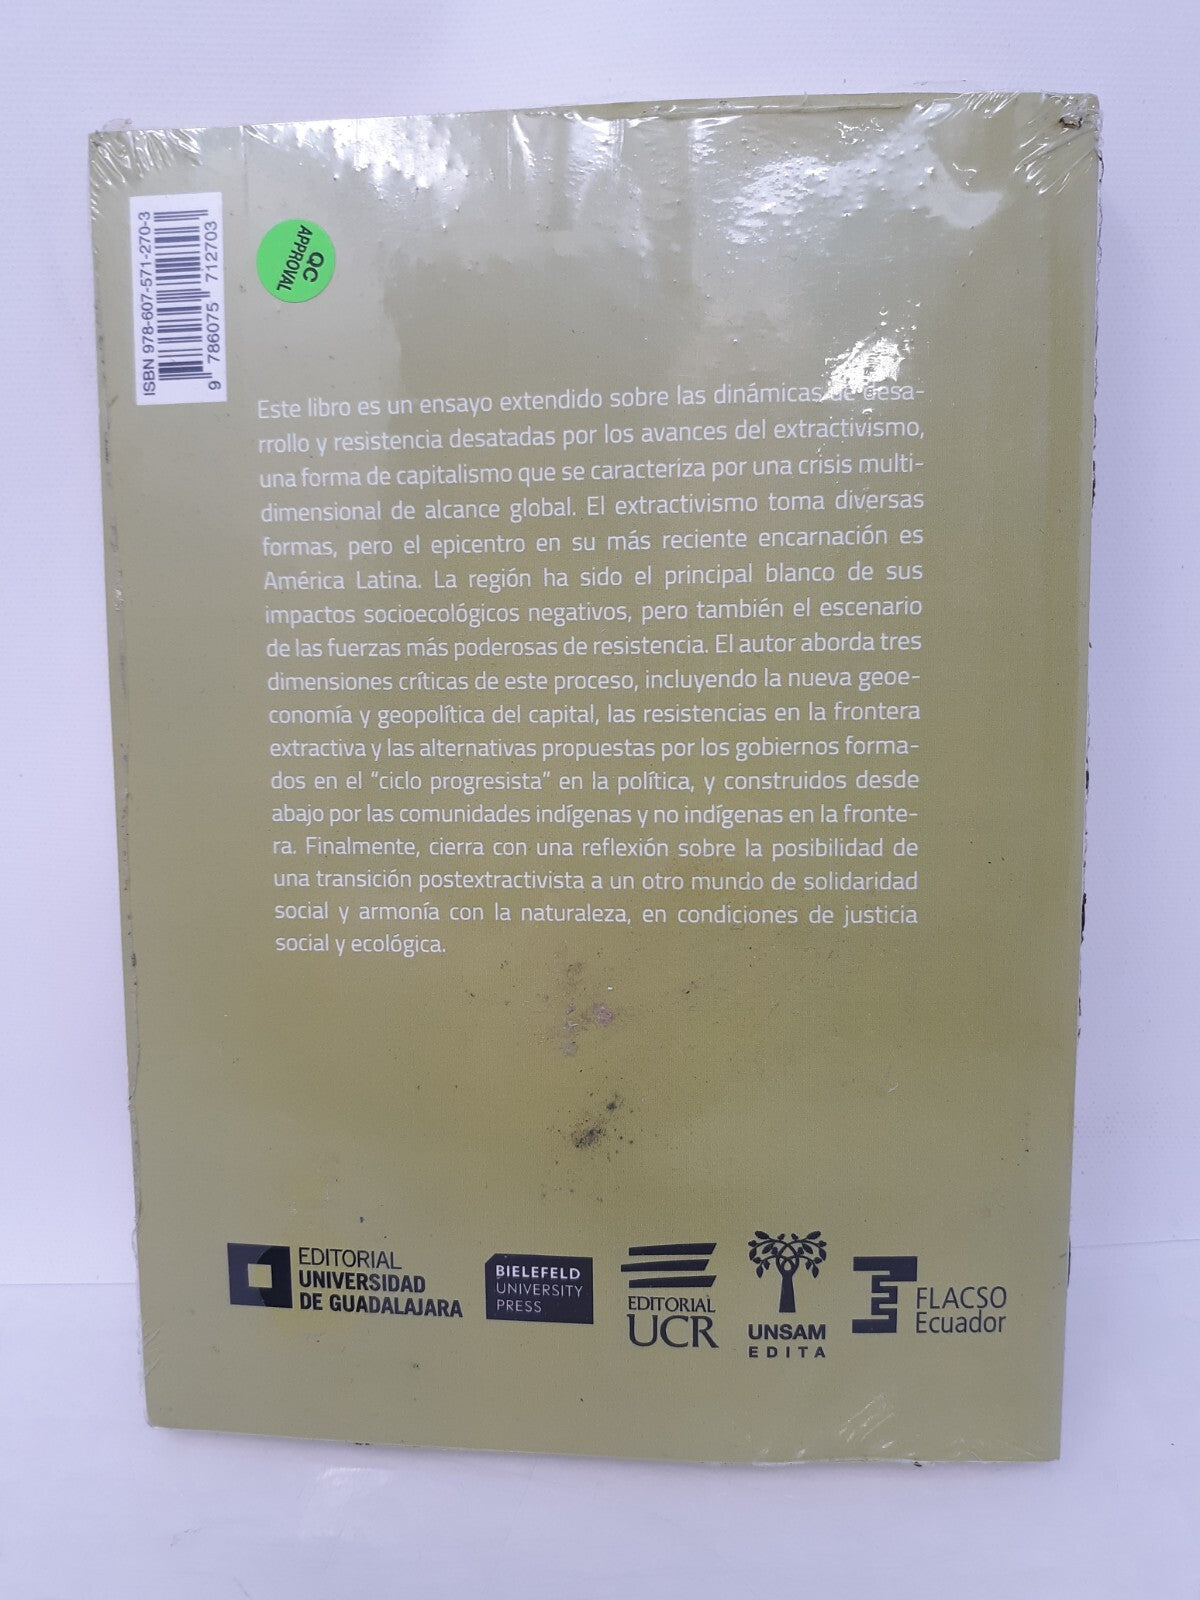 ISBN 978-607-571-270-3
9 786075 712703
QC
APPROVAL
Este libro es un ensayo extendido sobre las dinámicas de desa-
rrollo y resistencia desatadas por los avances del extractivismo,
una forma de capitalismo que se caracteriza por una crisis multi-
dimensional de alcance global. El extractivismo toma diversas
formas, pero el epicentro en su más reciente encarnación es
América Latina. La región ha sido el principal blanco de sus
impactos socioecológicos negativos, pero también el escenario
de las fuerzas más poderosas de resistencia. El autor aborda tres
dimensiones críticas de este proceso, incluyendo la nueva geoe-
conomía y geopolítica del capital, las resistencias en la frontera
extractiva y las alternativas propuestas por los gobiernos forma-
dos en el “ciclo progresista” en la política, y construidos desde
abajo por las comunidades indígenas y no indígenas en la fronte-
ra. Finalmente, cierra con una reflexión sobre la posibilidad de
una transición postextractivista a un otro mundo de solidaridad
social y armonía con la naturaleza, en condiciones de justicia
social y ecológica.
EDITORIAL
UNIVERSIDAD
DE GUADALAJARA
BIELEFELD
UNIVERSITY
PRESS
EDITORIAL
UCR
UNSAM
EDITA
FLACSO
Ecuador